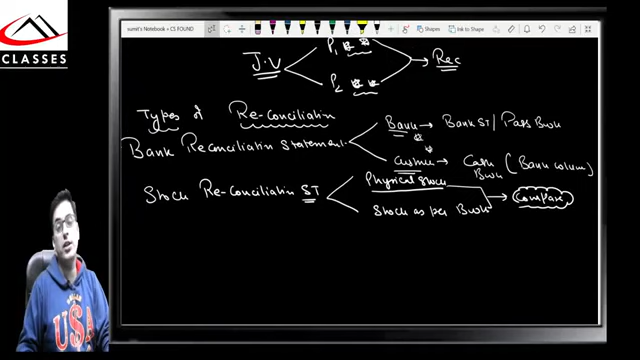 sumit's Notebook » CS FOUND
Shapes Ink to Shape
CLASSES
J.V
P1
P2
Rec
Types of Re-Conciliation
Bank Reconciliation Statement
Bank → Bank ST / Pass Book
Cash Book (Bank column)
Stock Re-Conciliation ST
Physical Stock
Stock as per Book
Compare
USA